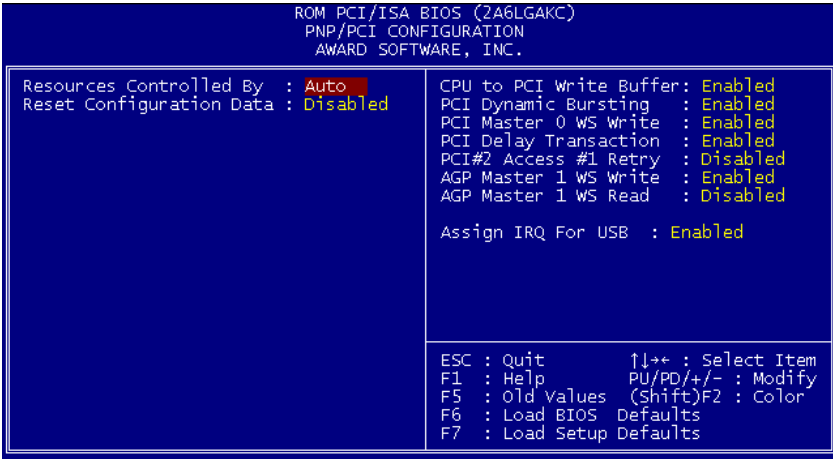 ROM PCI/ISA BIOS (2A6LGAKC)
PNP/PCI CONFIGURATION
AWARD SOFTWARE, INC.
Resources Controlled By : Auto
Reset Configuration Data : Disabled
CPU to PCI Write Buffer: Enabled
PCI Dynamic Bursting : Enabled
PCI Master 0 WS Write : Enabled
PCI Delay Transaction : Enabled
PCI#2 Access #1 Retry : Disabled
AGP Master 1 WS Write : Enabled
AGP Master 1 WS Read : Disabled
Assign IRQ For USB : Enabled
ESC : Quit ↑↓→← : Select Item
F1 : Help PU/PD/+/- : Modify
F5 : Old Values (Shift)F2 : Color
F6 : Load BIOS Defaults
F7 : Load Setup Defaults